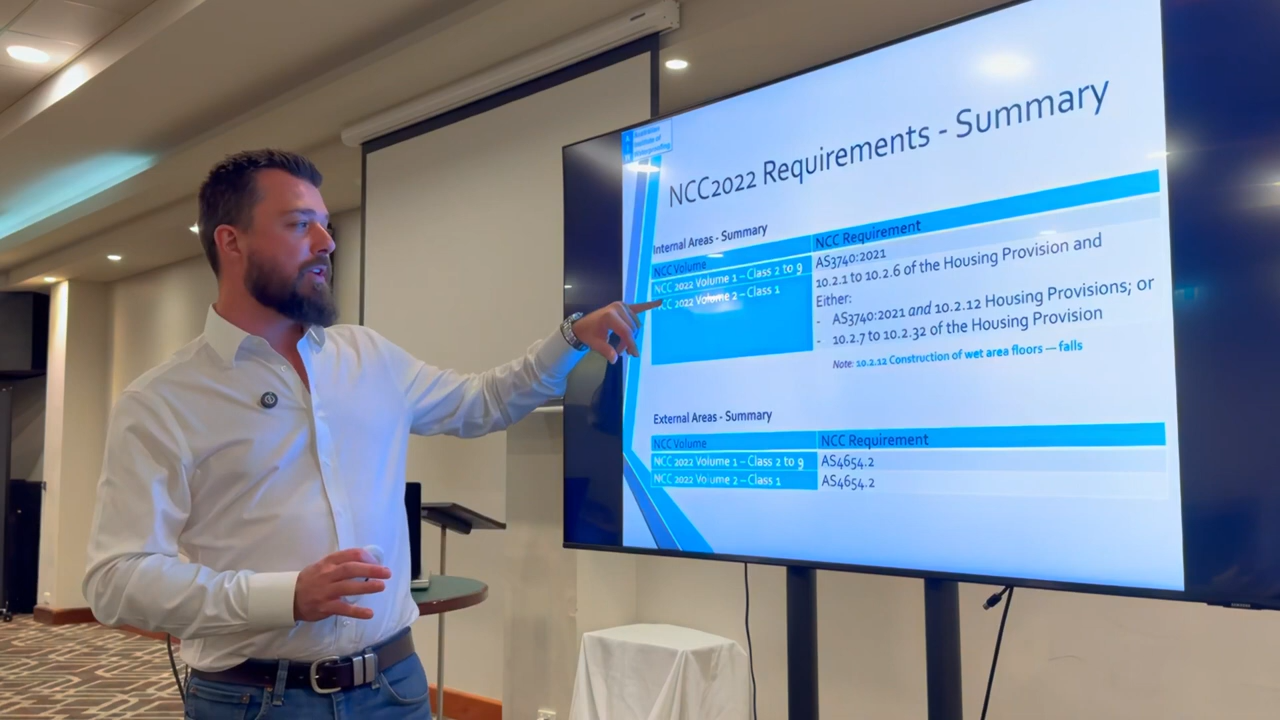 Australian
Institute of
Waterproofing
NCC2022 Requirements - Summary
Internal Areas - Summary
NCC Volume
NCC Requirement
NCC 2022 Volume 1 – Class 2 to 9
AS3740:2021
NCC 2022 Volume 2 – Class 1
10.2.1 to 10.2.6 of the Housing Provision and
Either:
- AS3740:2021 and 10.2.12 Housing Provisions; or
- 10.2.7 to 10.2.32 of the Housing Provision
Note: 10.2.12 Construction of wet area floors — falls
External Areas - Summary
NCC Volume
NCC Requirement
NCC 2022 Volume 1 – Class 2 to 9
AS4654.2
NCC 2022 Volume 2 – Class 1
AS4654.2